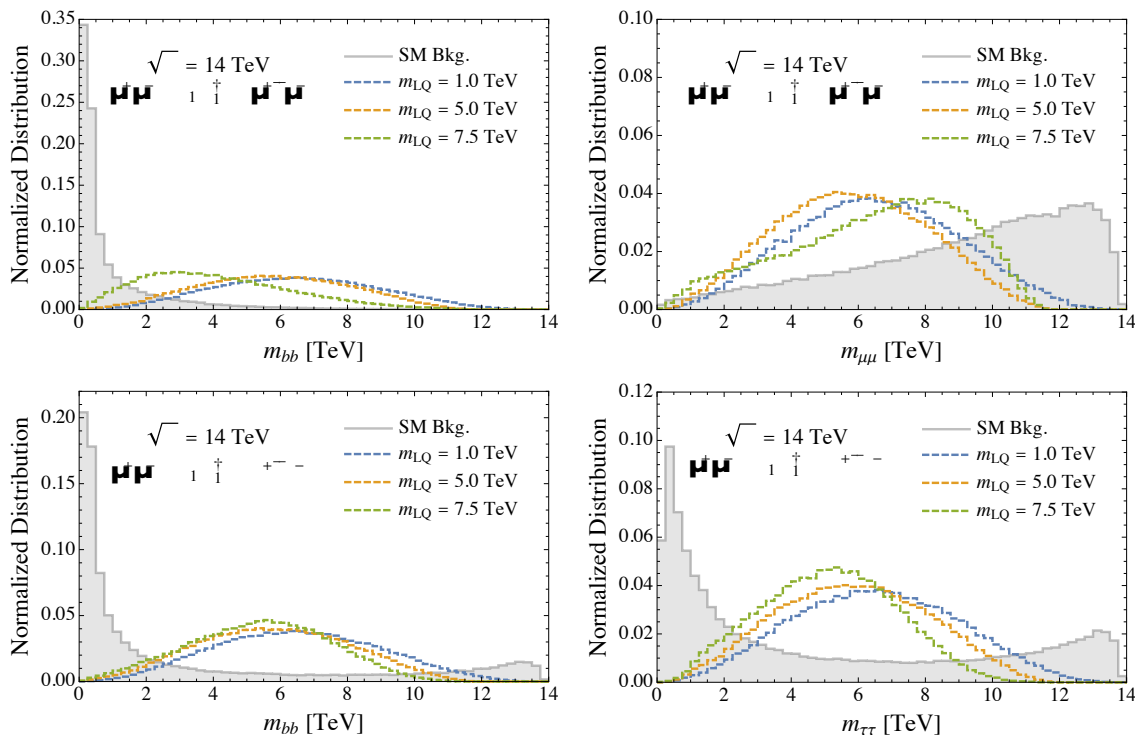 √ = 14 TeV
μ+μ- 1 1† μ+μ-
SM Bkg.
mLQ = 1.0 TeV
mLQ = 5.0 TeV
mLQ = 7.5 TeV
Normalized Distribution
0.35
0.30
0.25
0.20
0.15
0.10
0.05
0.00
0 2 4 6 8 10 12 14
mbb [TeV]
√ = 14 TeV
μ+μ- 1 1† μ+μ-
SM Bkg.
mLQ = 1.0 TeV
mLQ = 5.0 TeV
mLQ = 7.5 TeV
Normalized Distribution
0.10
0.08
0.06
0.04
0.02
0.00
0 2 4 6 8 10 12 14
mμμ [TeV]
√ = 14 TeV
μ+μ- 1 1† + −
SM Bkg.
mLQ = 1.0 TeV
mLQ = 5.0 TeV
mLQ = 7.5 TeV
Normalized Distribution
0.20
0.15
0.10
0.05
0.00
0 2 4 6 8 10 12 14
mbb [TeV]
√ = 14 TeV
μ+μ- 1 1† + −
SM Bkg.
mLQ = 1.0 TeV
mLQ = 5.0 TeV
mLQ = 7.5 TeV
Normalized Distribution
0.12
0.10
0.08
0.06
0.04
0.02
0.00
0 2 4 6 8 10 12 14
mττ [TeV]